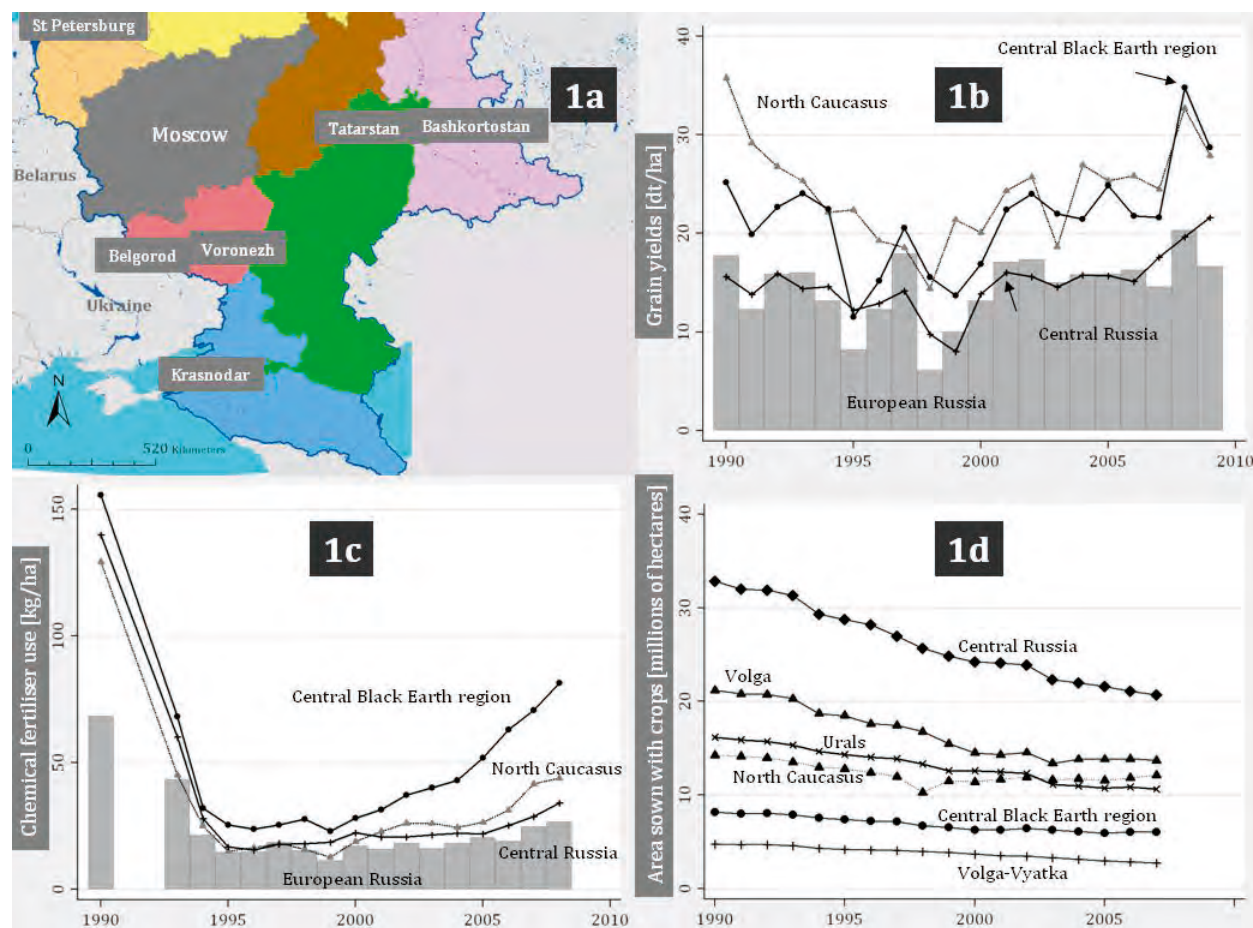 St Petersburg
1a
Moscow
Tatarstan
Bashkortostan
Belarus
Belgorod
Voronezh
Ukraine
Krasnodar
N
0
520 Kilometers
1b
Grain yields [dt/ha]
40
30
20
10
0
Central Black Earth region
North Caucasus
Central Russia
European Russia
1990 1995 2000 2005 2010
1c
Chemical fertiliser use [kg/ha]
150
100
50
0
Central Black Earth region
North Caucasus
Central Russia
European Russia
1990 1995 2000 2005 2010
1d
Area sown with crops [millions of hectares]
40
30
20
10
0
Central Russia
Volga
Urals
North Caucasus
Central Black Earth region
Volga-Vyatka
1990 1995 2000 2005